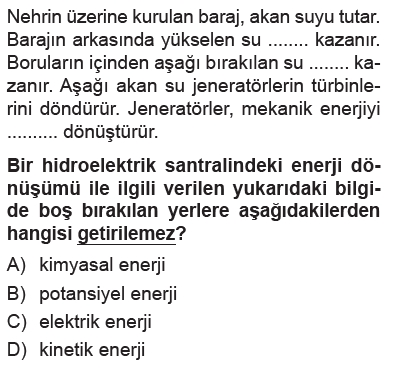 Nehrin üzerine kurulan baraj, akan suyu tutar.
Barajın arkasında yükselen su ........ kazanır.
Boruların içinden aşağı bırakılan su ........ ka-
zanır. Aşağı akan su jeneratörlerin türbinle-
rini döndürür. Jeneratörler, mekanik enerjiyi
.......... dönüştürür.
Bir hidroelektrik santralindeki enerji dö-
nüşümü ile ilgili verilen yukarıdaki bilgi-
de boş bırakılan yerlere aşağıdakilerden
hangisi getirilemez?
A) kimyasal enerji
B) potansiyel enerji
C) elektrik enerji
D) kinetik enerji